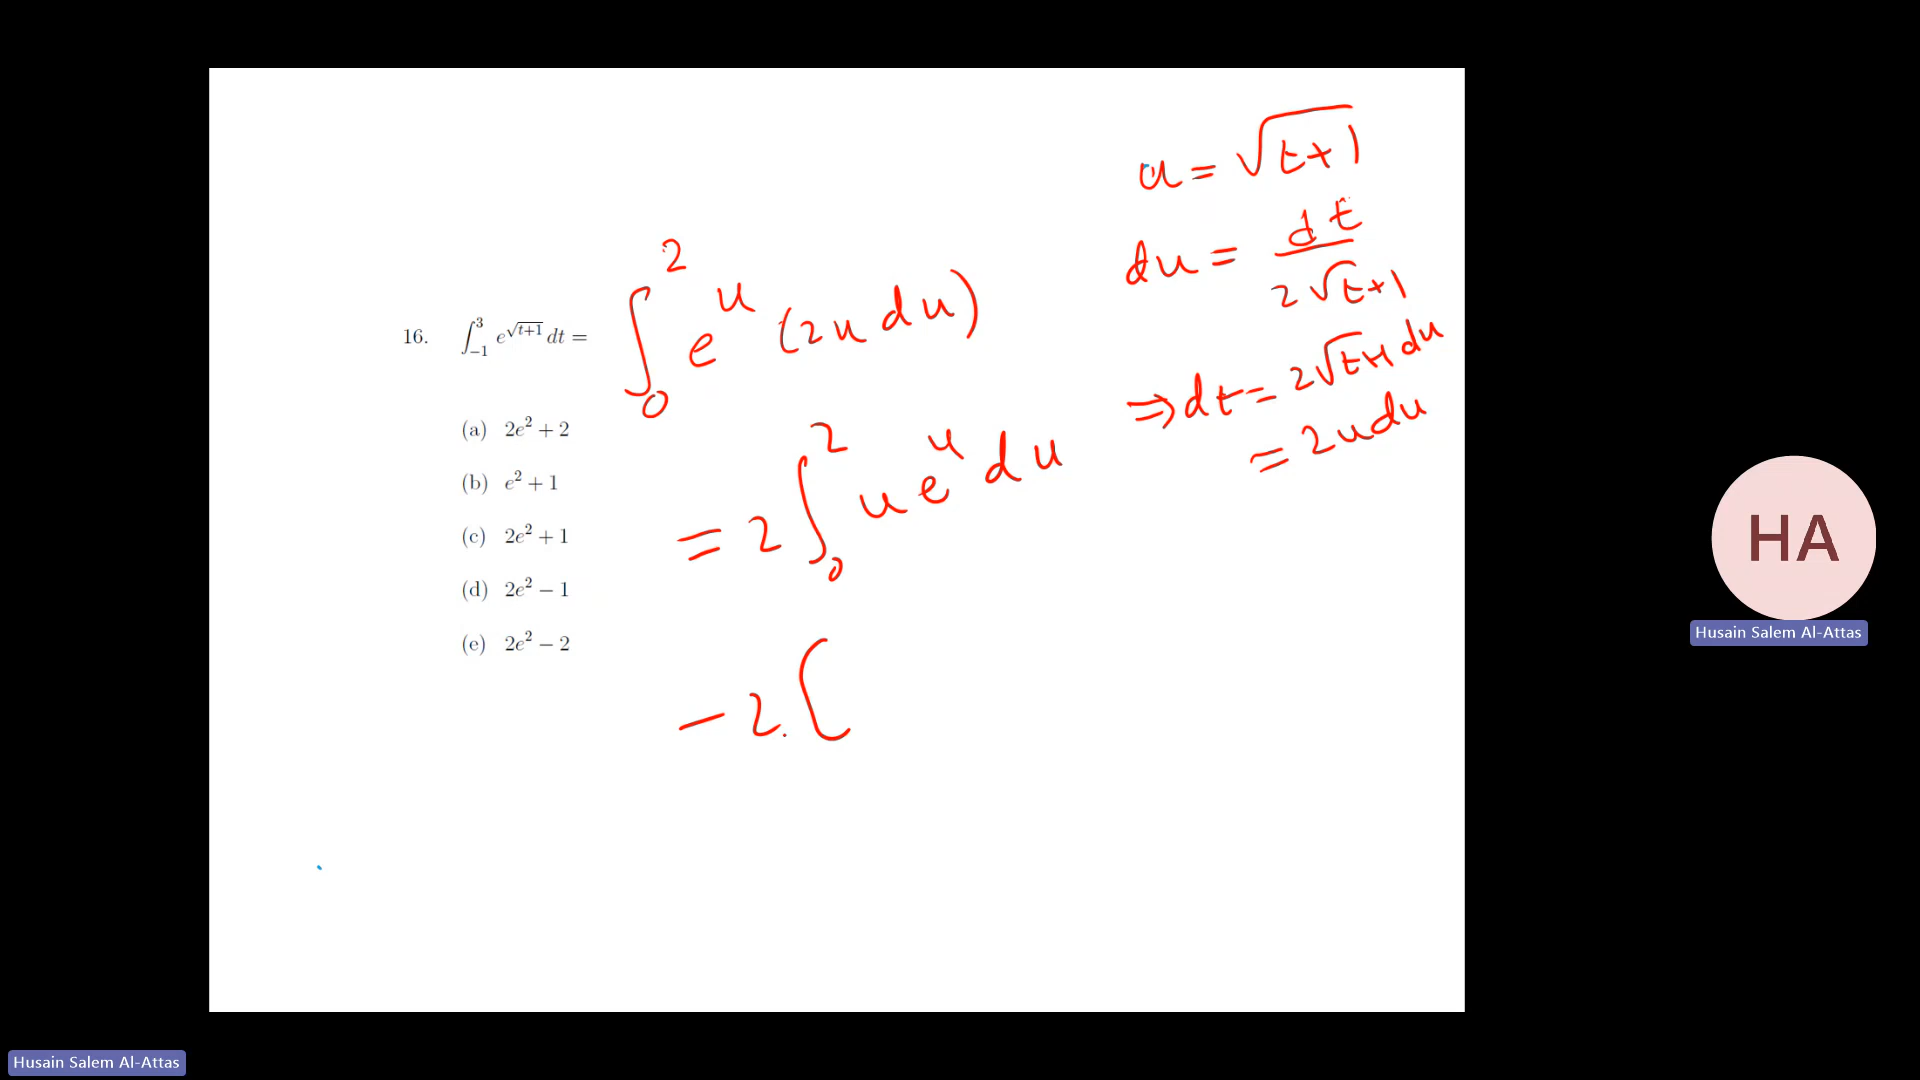 u = √(t+1)
du = dt / 2√(t+1)
⇒ dt = 2√(t+1) du
= 2u du
16. ∫_{-1}^{3} e^{√(t+1)} dt = ∫_0^2 e^u (2u du)
= 2 ∫_0^2 u e^u du
− 2. [
(a) 2e² + 2
(b) e² + 1
(c) 2e² + 1
(d) 2e² − 1
(e) 2e² − 2
HA
Husain Salem Al-Attas
Husain Salem Al-Attas